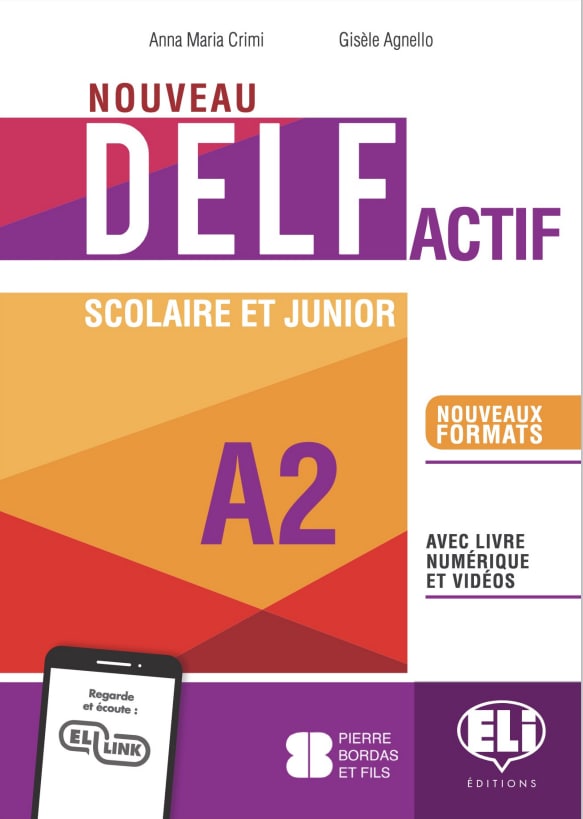 Anna Maria Crimi Gisèle Agnello
NOUVEAU
DELF ACTIF
SCOLAIRE ET JUNIOR
NOUVEAUX
FORMATS
A2
AVEC LIVRE
NUMÉRIQUE
ET VIDÉOS
Regarde
et écoute :
ELI LINK
PIERRE
BORDAS
ET FILS
ELi
ÉDITIONS